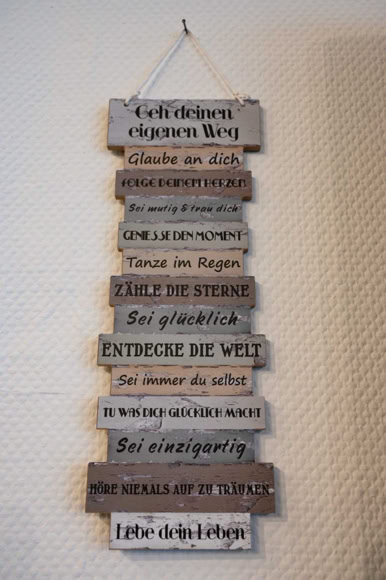 Geh deinen
eigenen Weg
Glaube an dich
FOLGE DEINEM HERZEN
Sei mutig & trau dich
GENIESSE DEN MOMENT
Tanze im Regen
ZÄHLE DIE STERNE
Sei glücklich
ENTDECKE DIE WELT
Sei immer du selbst
TU WAS DICH GLÜCKLICH MACHT
Sei einzigartig
HÖRE NIEMALS AUF ZU TRÄUMEN
Lebe dein Leben